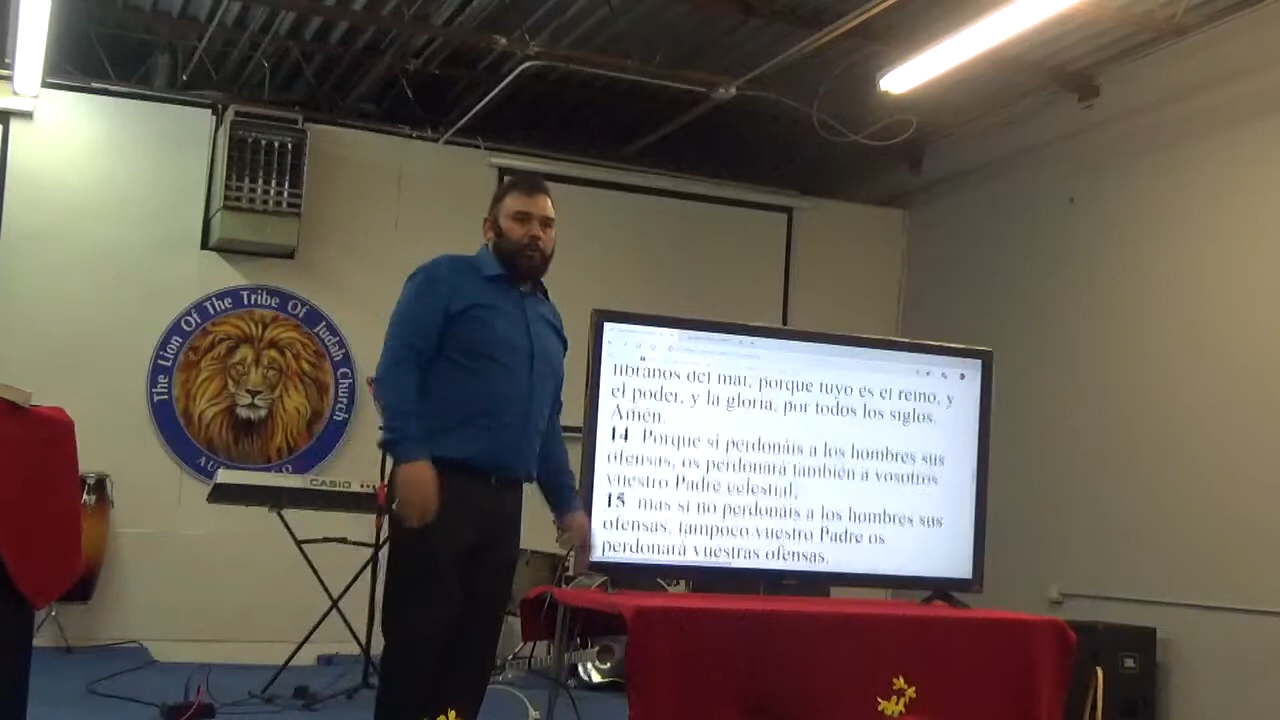 The Lion Of The Tribe Of Judah Church
CASIO
líbranos del mal, porque tuyo es el reino, y
el poder, y la gloria, por todos los siglos.
Amén.
14 Porque si perdonáis a los hombres sus
ofensas, os perdonará también a vosotros
vuestro Padre celestial;
15 mas si no perdonáis a los hombres sus
ofensas, tampoco vuestro Padre os
perdonará vuestras ofensas.
JBL